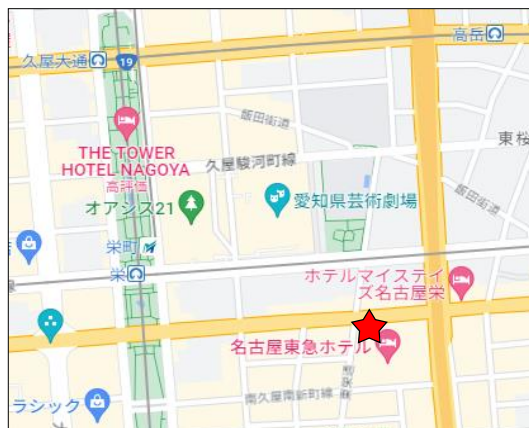 高岳
久屋大通
19
飯田街道
東桜
THE TOWER
HOTEL NAGOYA
高評価
久屋駿河町線
飯田街道
オアシス21
愛知県芸術劇場
栄町
栄
ホテルマイステイ
ズ名古屋栄
線
名古屋東急ホテル
南久屋南新町線
ラシック